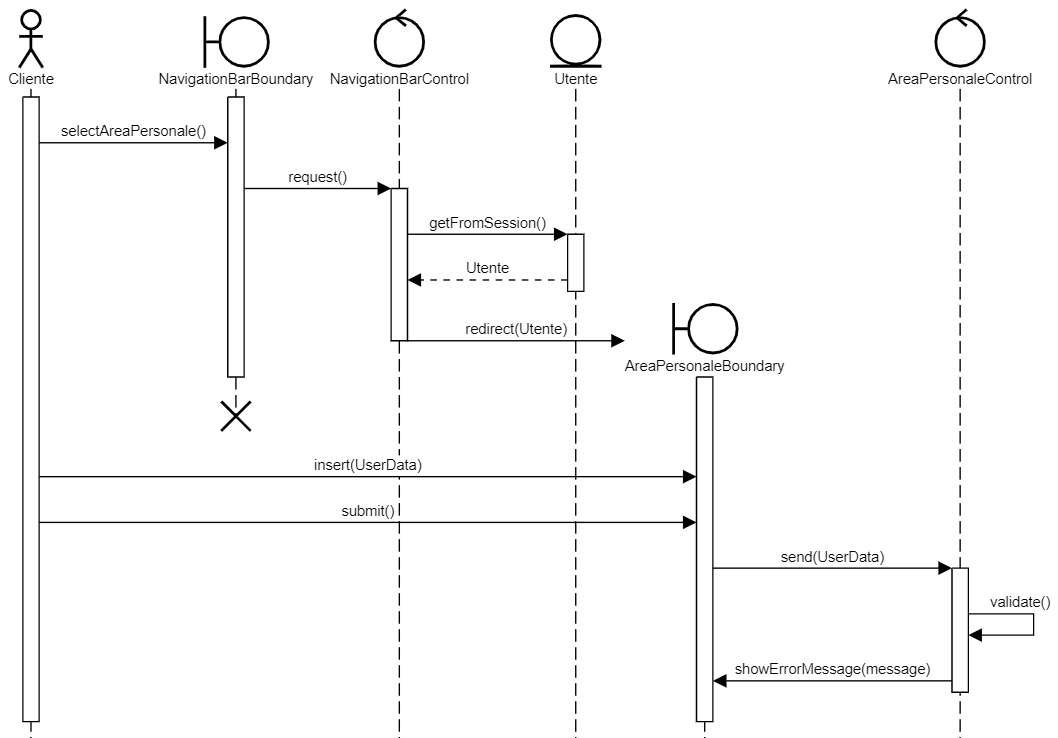 Cliente
NavigationBarBoundary
NavigationBarControl
Utente
AreaPersonaleControl
selectAreaPersonale()
request()
getFromSession()
Utente
redirect(Utente)
AreaPersonaleBoundary
insert(UserData)
submit()
send(UserData)
validate()
showErrorMessage(message)